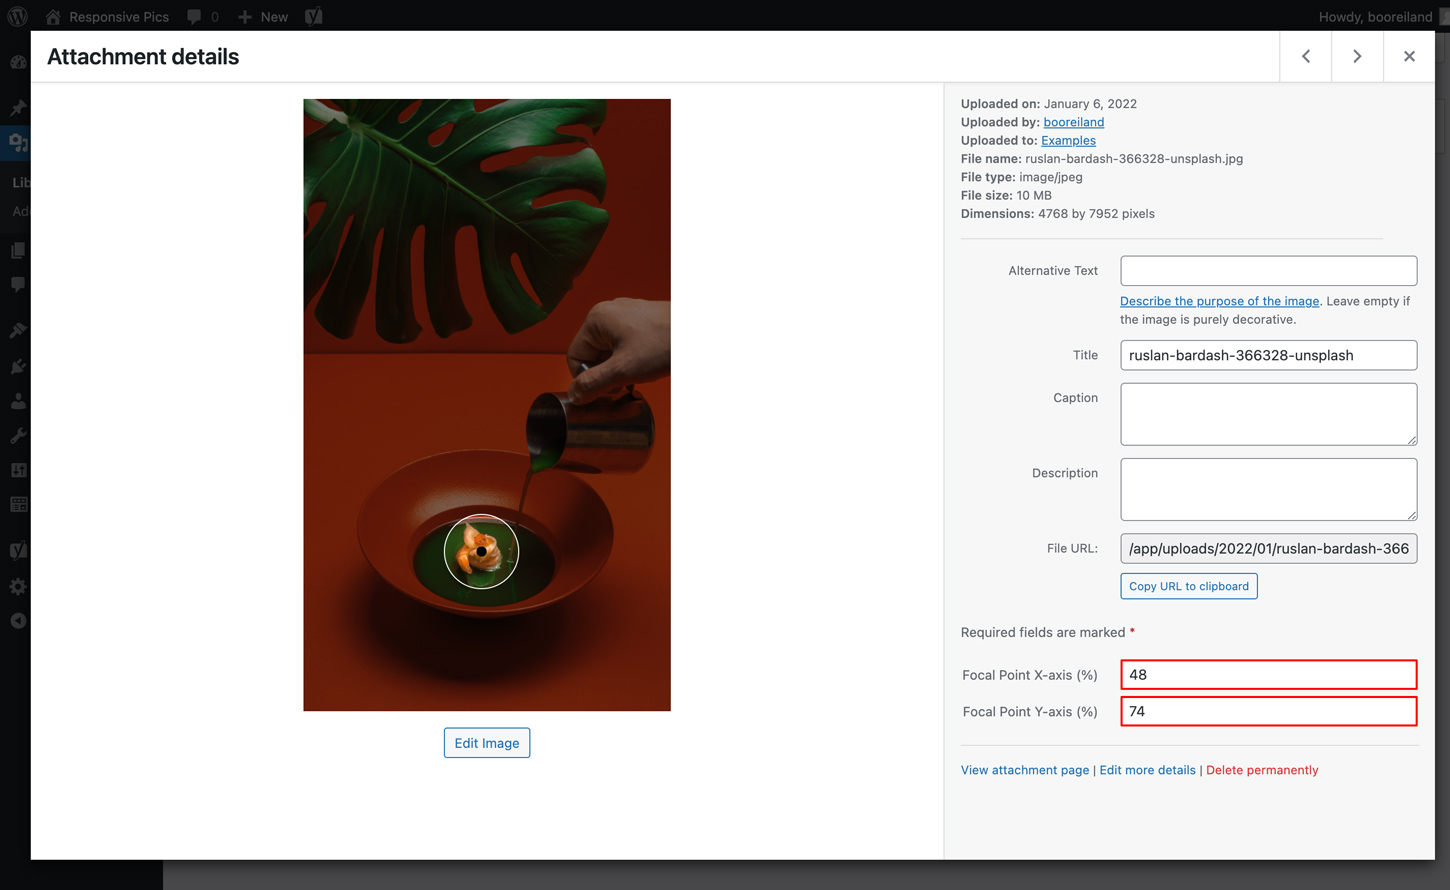 Responsive Pics 0 New Howdy, booreiland
Attachment details
Uploaded on: January 6, 2022
Uploaded by: booreiland
Uploaded to: Examples
File name: ruslan-bardash-366328-unsplash.jpg
File type: image/jpeg
File size: 10 MB
Dimensions: 4768 by 7952 pixels
Lib
Ad
Alternative Text
Describe the purpose of the image. Leave empty if
the image is purely decorative.
Title ruslan-bardash-366328-unsplash
Caption
Description
File URL: /app/uploads/2022/01/ruslan-bardash-366
Copy URL to clipboard
Required fields are marked *
Focal Point X-axis (%) 48
Focal Point Y-axis (%) 74
Edit Image
View attachment page | Edit more details | Delete permanently